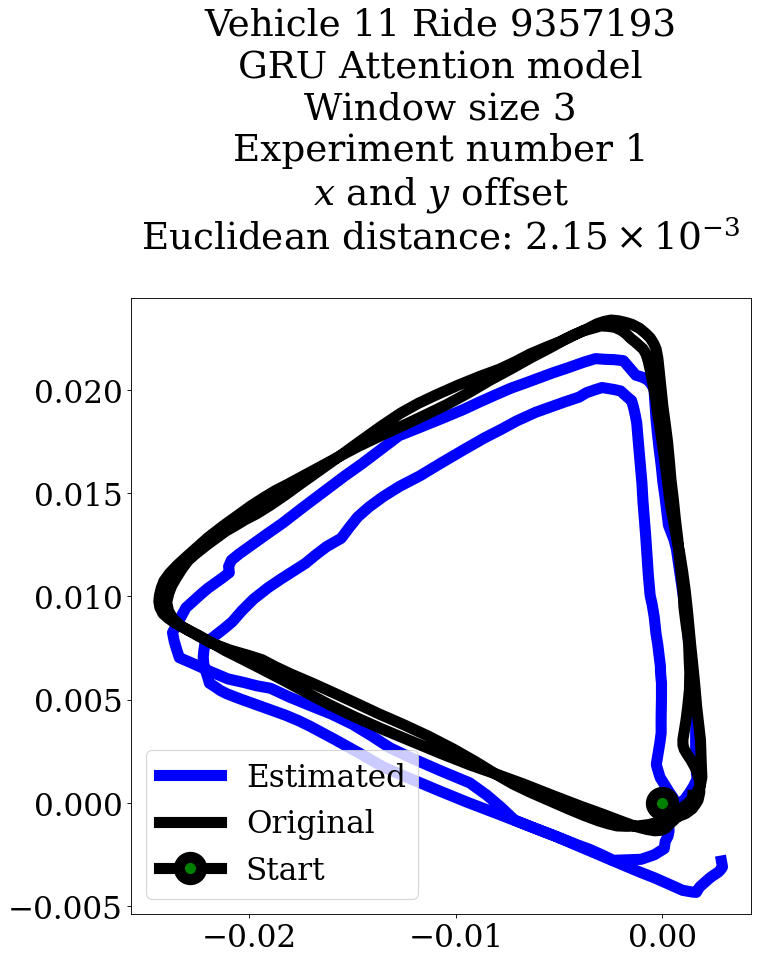 Vehicle 11 Ride 9357193
GRU Attention model
Window size 3
Experiment number 1
x and y offset
Euclidean distance: 2.15 × 10⁻³
0.020
0.015
0.010
0.005
0.000
−0.005
Estimated
Original
Start
−0.02
−0.01
0.00